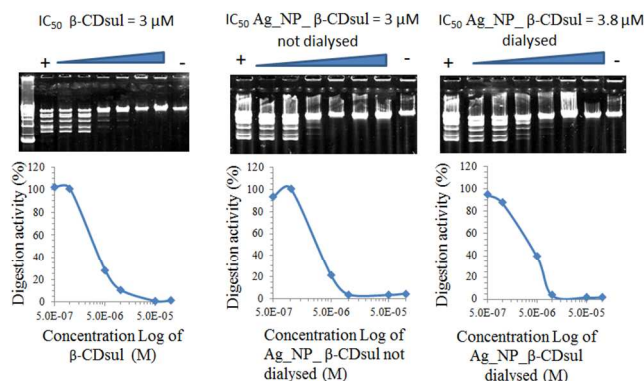 IC50 β-CDsul = 3 µM
+ -
Digestion activity (%)
120
100
80
60
40
20
0
5.0E-07 5.0E-06 5.0E-05
Concentration Log of
β-CDsul (M)
IC50 Ag_NP_ β-CDsul = 3 µM
not dialysed
+ -
Digestion activity (%)
120
100
80
60
40
20
0
5.0E-07 5.0E-06 5.0E-05
Concentration Log of
Ag_NP_ β-CDsul not
dialysed (M)
IC50 Ag_NP_β-CDsul = 3.8 µM
dialysed
+ -
Digestion activity (%)
120
100
80
60
40
20
0
5.0E-07 5.0E-06 5.0E-05
Concentration Log of
Ag_NP_β-CDsul
dialysed (M)